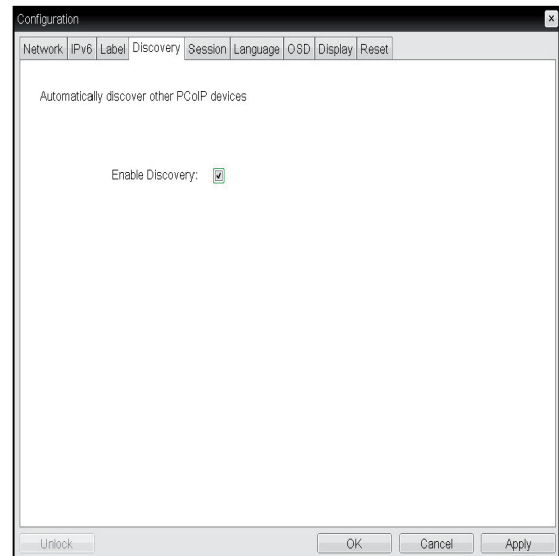 Configuration
Network IPv6 Label Discovery Session Language OSD Display Reset
Automatically discover other PCoIP devices
Enable Discovery:
Unlock OK Cancel Apply